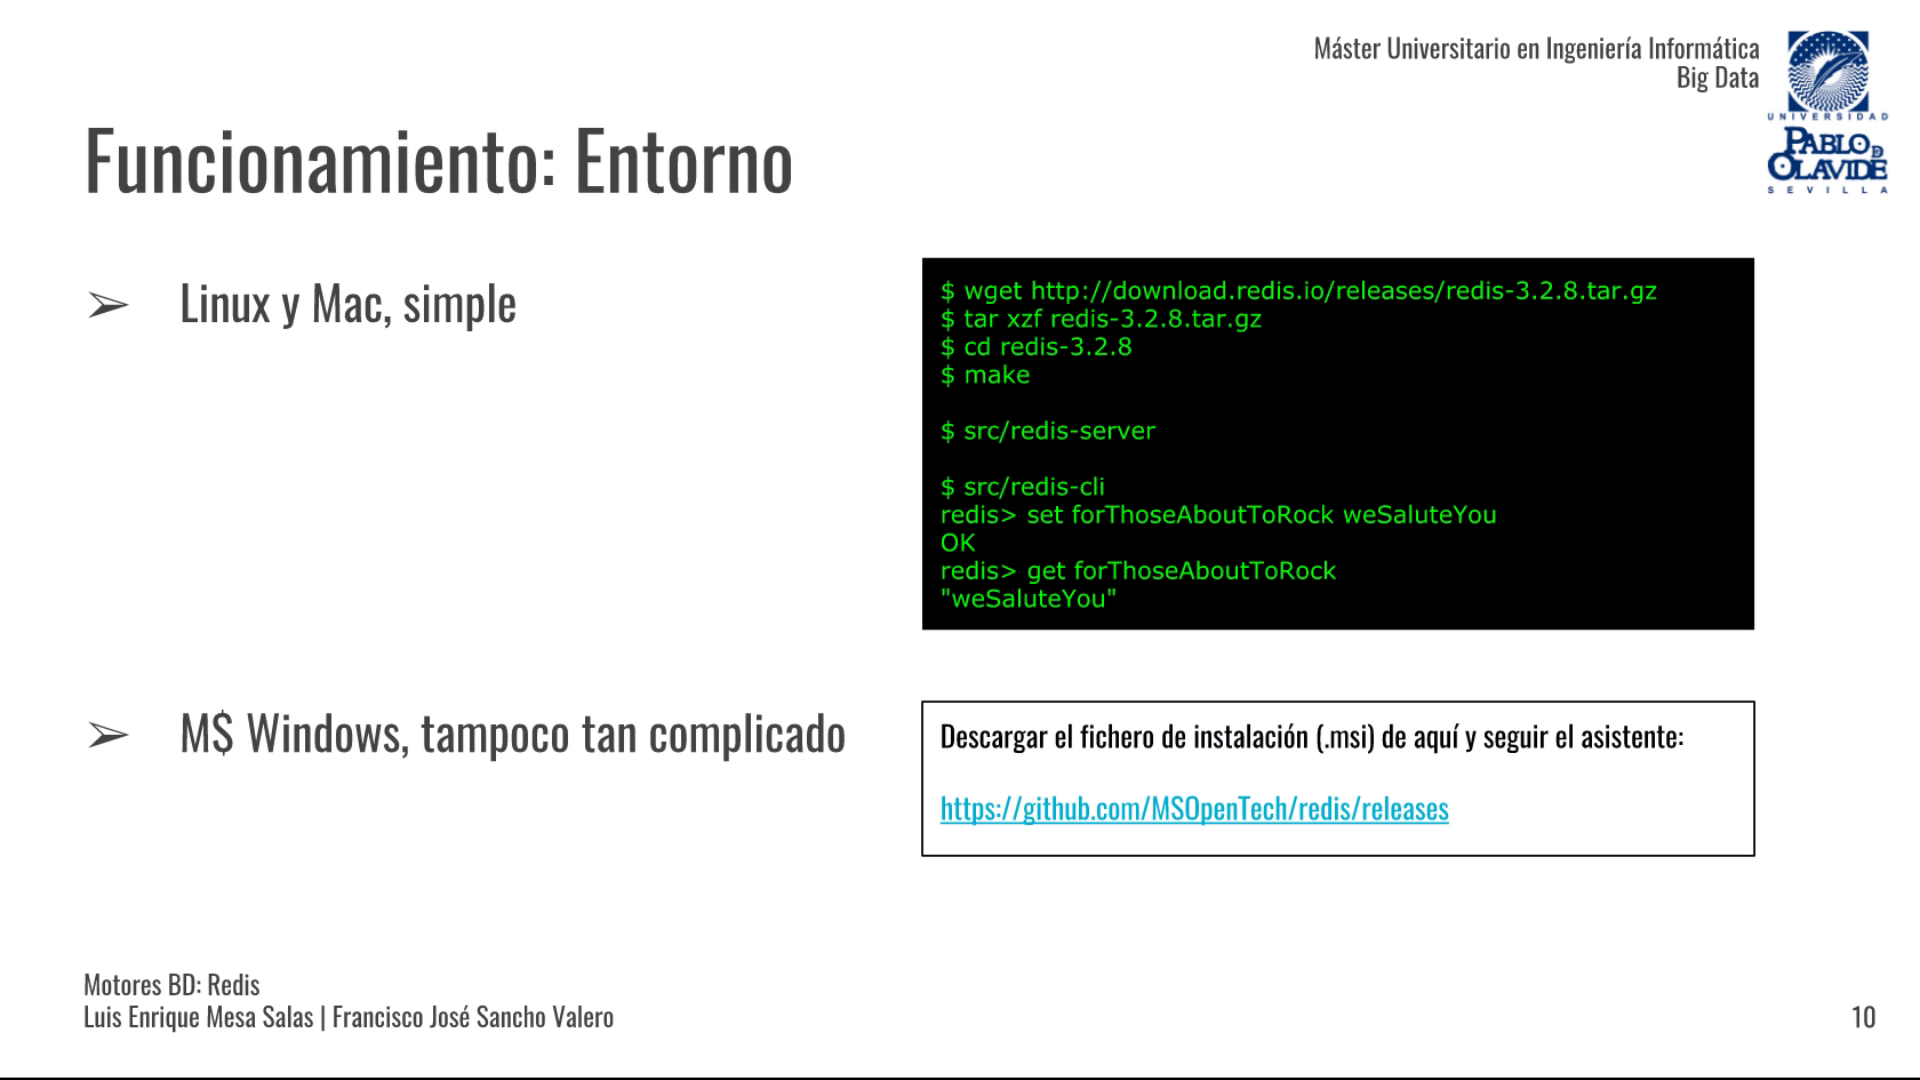 Máster Universitario en Ingeniería Informática
Big Data
UNIVERSIDAD
PABLO DE
OLAVIDE
SEVILLA
Funcionamiento: Entorno
➢ Linux y Mac, simple
$ wget http://download.redis.io/releases/redis-3.2.8.tar.gz
$ tar xzf redis-3.2.8.tar.gz
$ cd redis-3.2.8
$ make
$ src/redis-server
$ src/redis-cli
redis> set forThoseAboutToRock weSaluteYou
OK
redis> get forThoseAboutToRock
"weSaluteYou"
➢ M$ Windows, tampoco tan complicado
Descargar el fichero de instalación (.msi) de aquí y seguir el asistente:
https://github.com/MSOpenTech/redis/releases
Motores BD: Redis
Luis Enrique Mesa Salas | Francisco José Sancho Valero
10